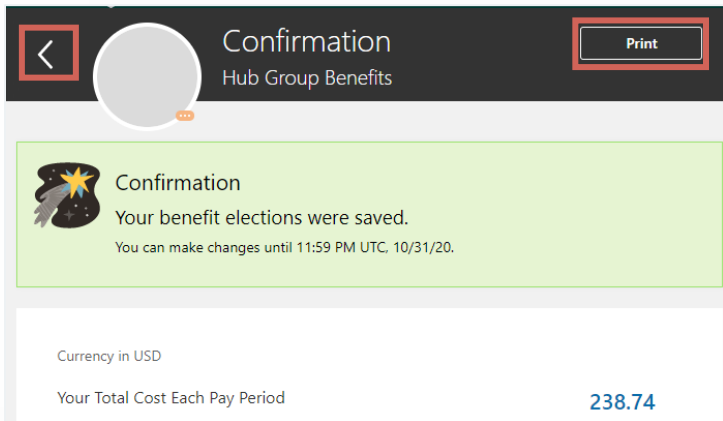 Confirmation
Print
Hub Group Benefits
Confirmation
Your benefit elections were saved.
You can make changes until 11:59 PM UTC, 10/31/20.
Currency in USD
Your Total Cost Each Pay Period
238.74